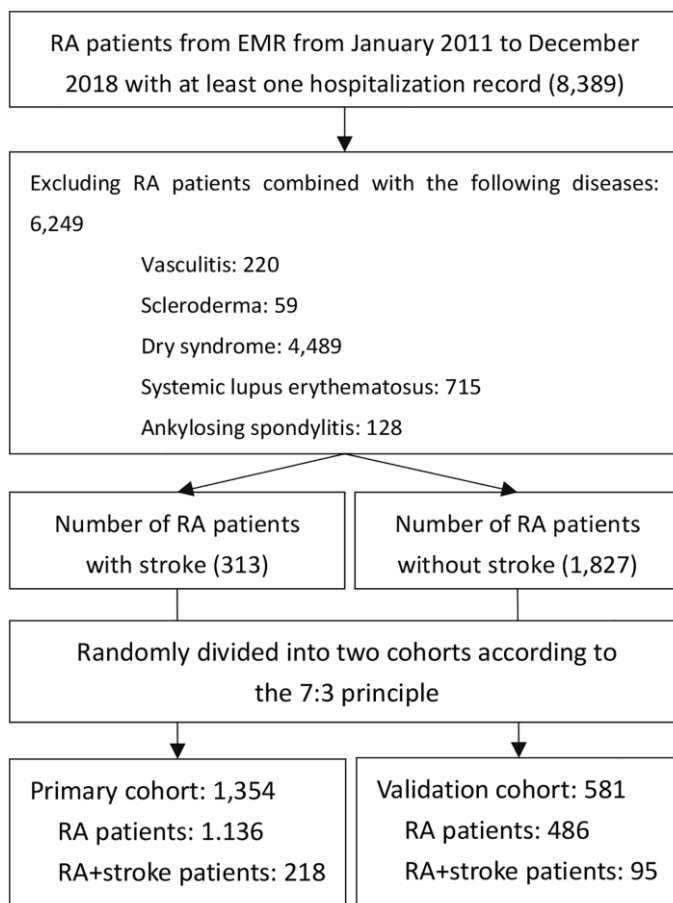 RA patients from EMR from January 2011 to December
2018 with at least one hospitalization record (8,389)
Excluding RA patients combined with the following diseases:
6,249
Vasculitis: 220
Scleroderma: 59
Dry syndrome: 4,489
Systemic lupus erythematosus: 715
Ankylosing spondylitis: 128
Number of RA patients
with stroke (313)
Number of RA patients
without stroke (1,827)
Randomly divided into two cohorts according to
the 7:3 principle
Primary cohort: 1,354
RA patients: 1.136
RA+stroke patients: 218
Validation cohort: 581
RA patients: 486
RA+stroke patients: 95